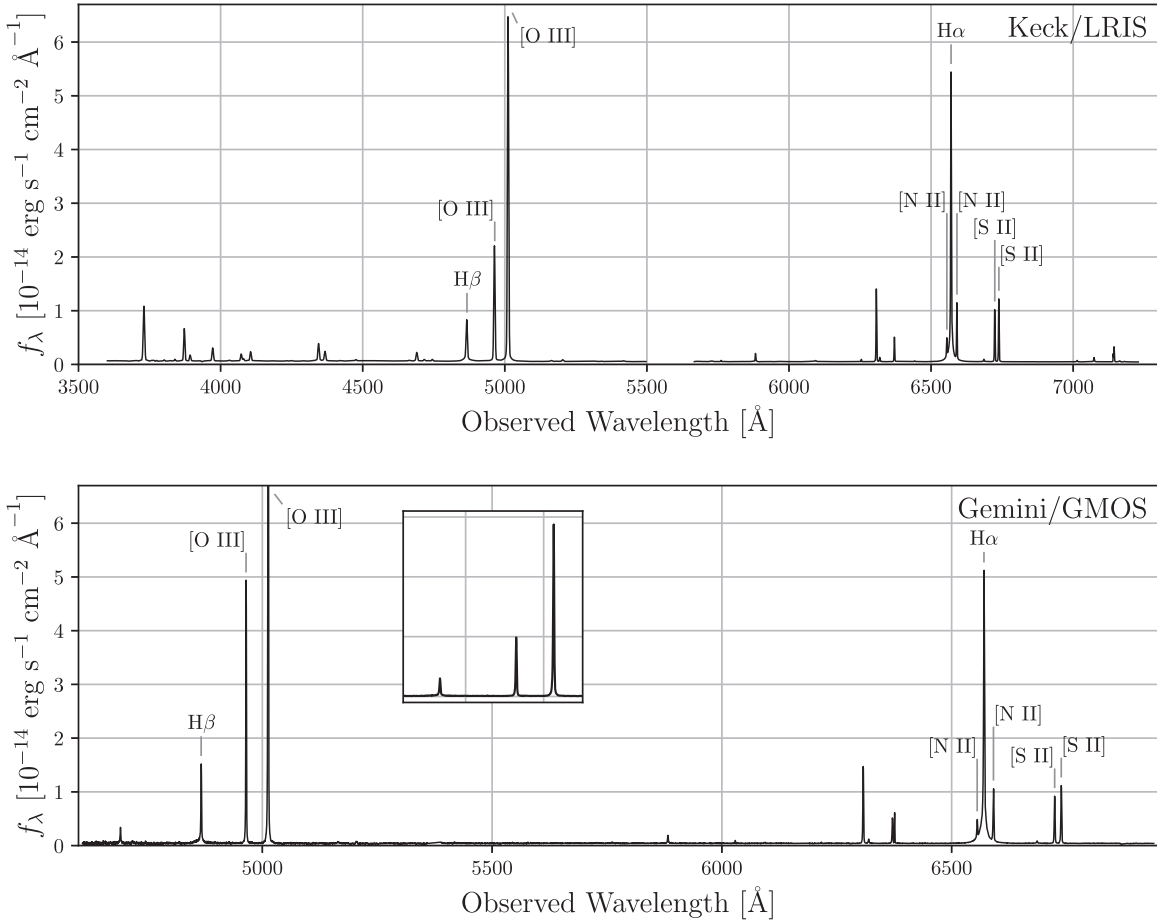 Keck/LRIS
[O III]
Hα
[O III]
Hβ
[N II]
[N II]
[S II]
[S II]
6
5
4
3
2
1
0
3500 4000 4500 5000 5500 6000 6500 7000
Observed Wavelength [Å]
fλ [10⁻¹⁴ erg s⁻¹ cm⁻² Å⁻¹]
Gemini/GMOS
[O III]
[O III]
Hα
Hβ
[N II]
[N II]
[S II]
[S II]
6
5
4
3
2
1
0
5000 5500 6000 6500
Observed Wavelength [Å]
fλ [10⁻¹⁴ erg s⁻¹ cm⁻² Å⁻¹]